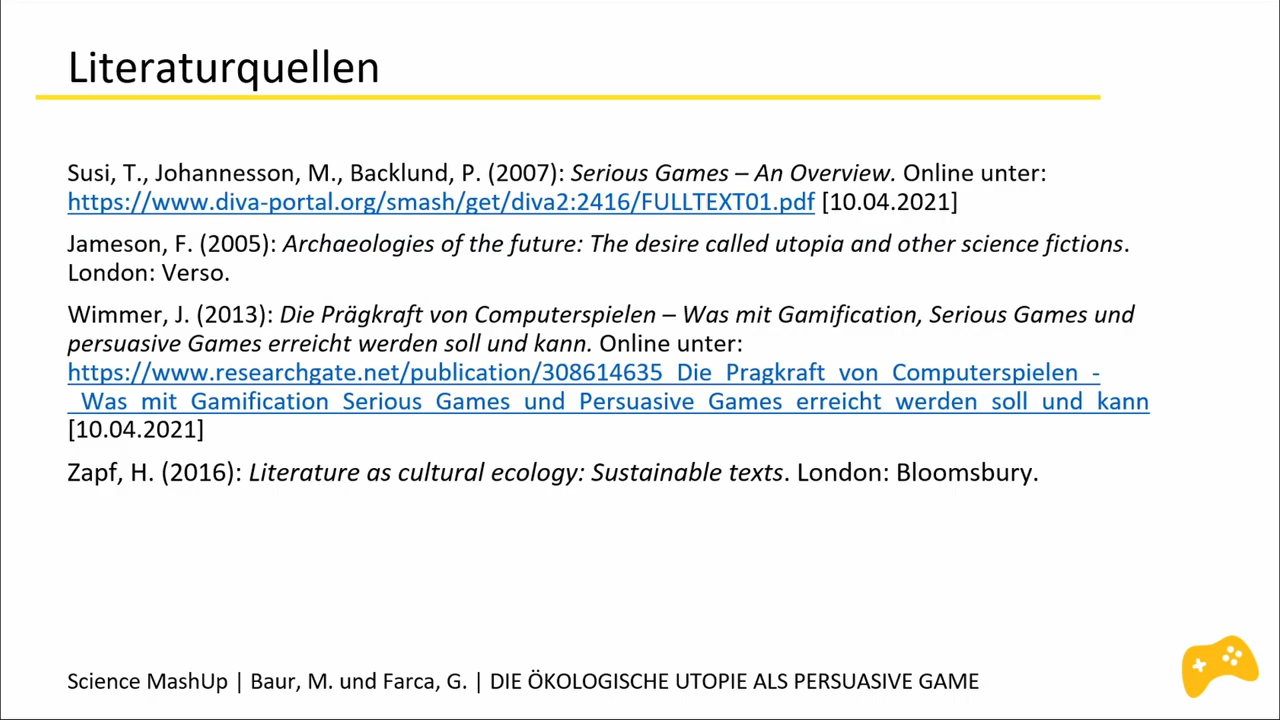 Literaturquellen
Susi, T., Johannesson, M., Backlund, P. (2007): Serious Games – An Overview. Online unter:
https://www.diva-portal.org/smash/get/diva2:2416/FULLTEXT01.pdf [10.04.2021]
Jameson, F. (2005): Archaeologies of the future: The desire called utopia and other science fictions.
London: Verso.
Wimmer, J. (2013): Die Prägkraft von Computerspielen – Was mit Gamification, Serious Games und
persuasive Games erreicht werden soll und kann. Online unter:
https://www.researchgate.net/publication/308614635_Die_Pragkraft_von_Computerspielen_-
_Was_mit_Gamification_Serious_Games_und_Persuasive_Games_erreicht_werden_soll_und_kann
[10.04.2021]
Zapf, H. (2016): Literature as cultural ecology: Sustainable texts. London: Bloomsbury.
Science MashUp | Baur, M. und Farca, G. | DIE ÖKOLOGISCHE UTOPIE ALS PERSUASIVE GAME